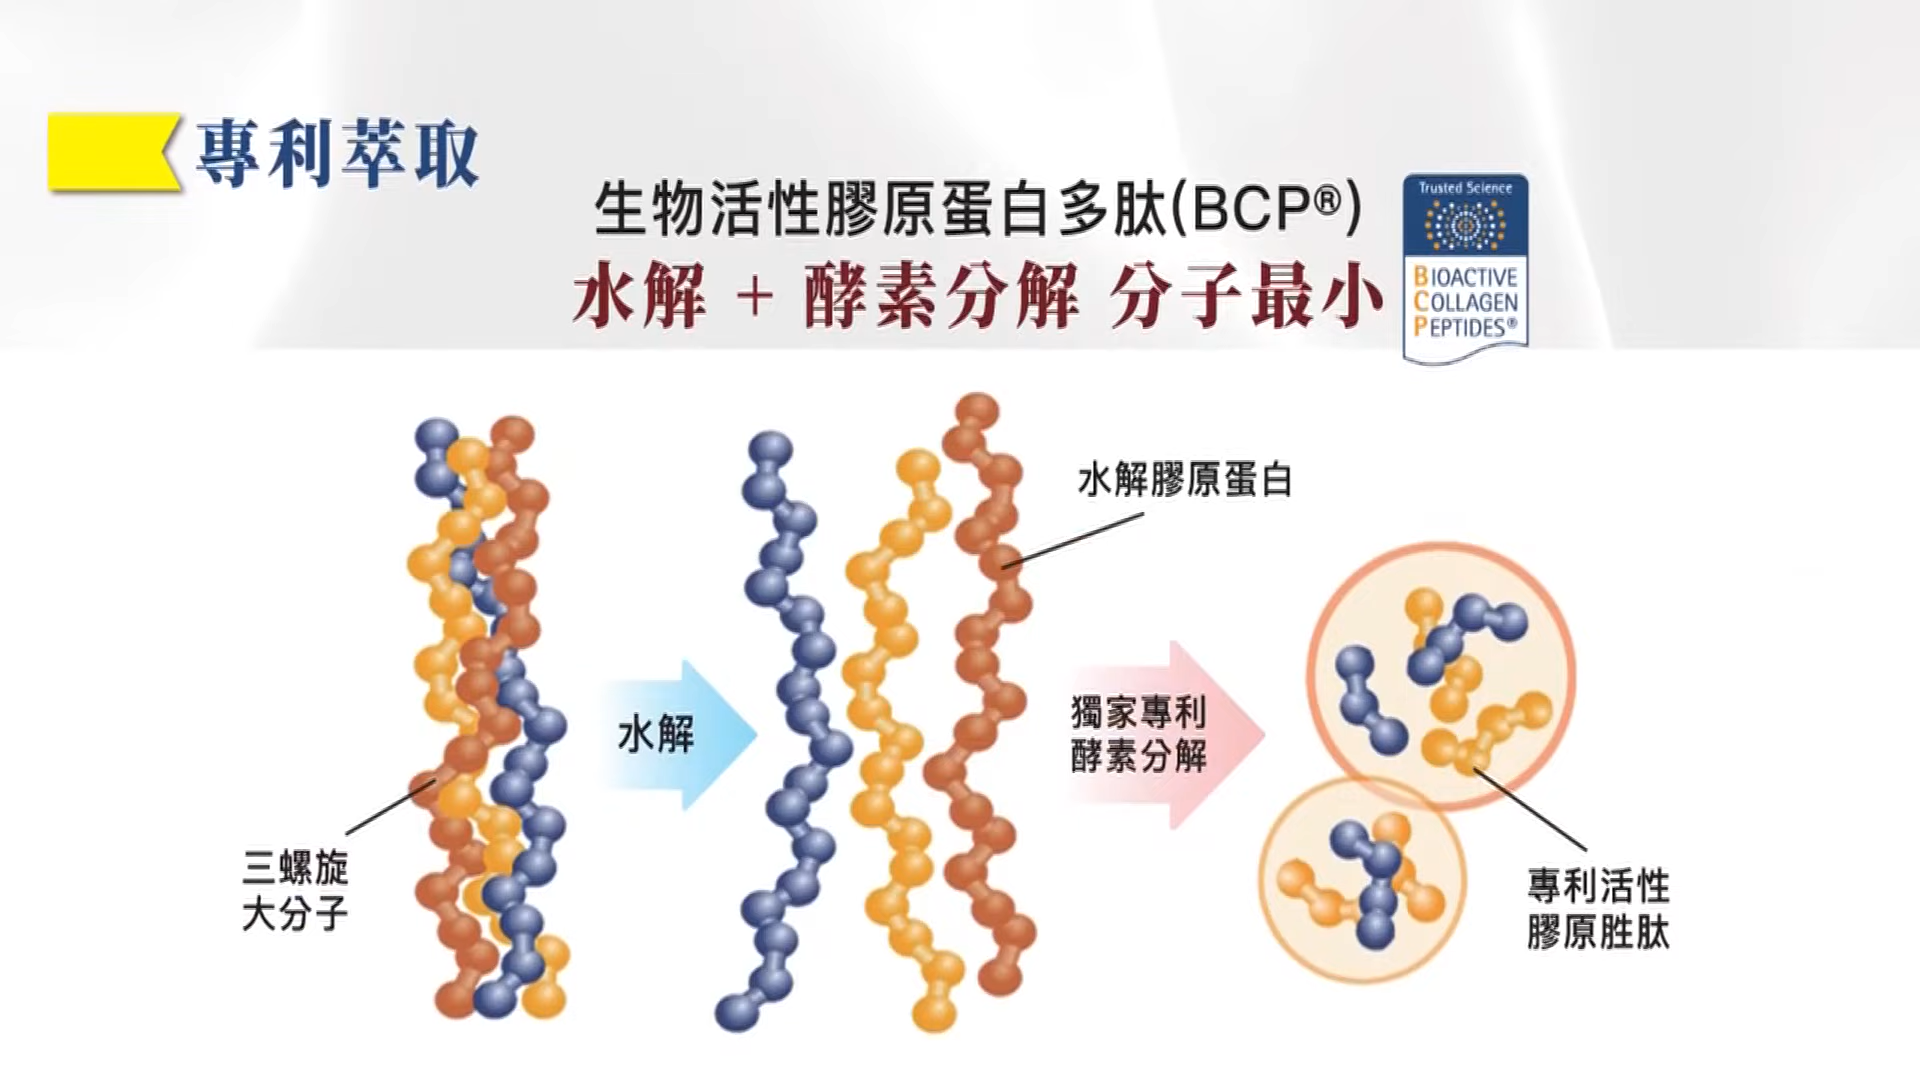 專利萃取
生物活性膠原蛋白多肽(BCP®)
水解 + 酵素分解 分子最小
Trusted Science
BIOACTIVE
COLLAGEN
PEPTIDES®
水解膠原蛋白
水解
獨家專利
酵素分解
三螺旋
大分子
專利活性
膠原胜肽